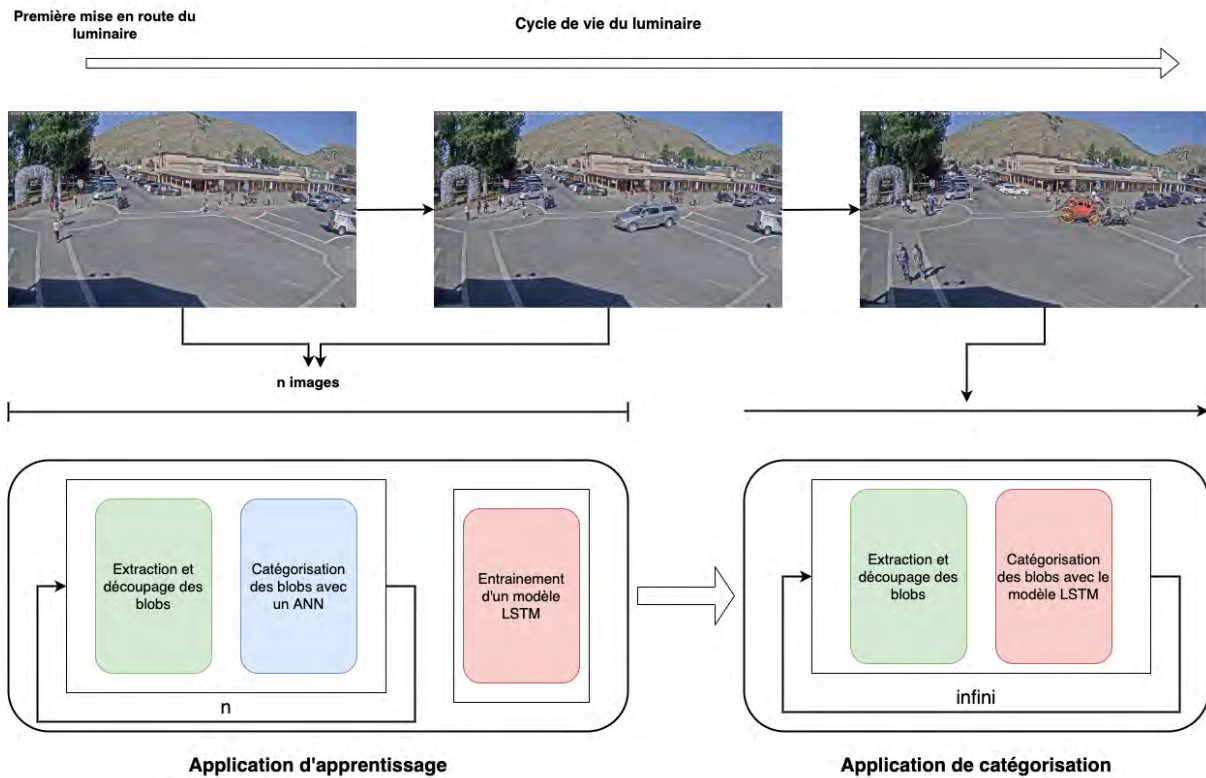 Première mise en route du
luminaire
Cycle de vie du luminaire
n images
Extraction et
découpage des
blobs
Catégorisation
des blobs avec
un ANN
n
Entrainement
d'un modèle
LSTM
Extraction et
découpage des
blobs
Catégorisation
des blobs avec le
modèle LSTM
infini
Application d'apprentissage
Application de catégorisation